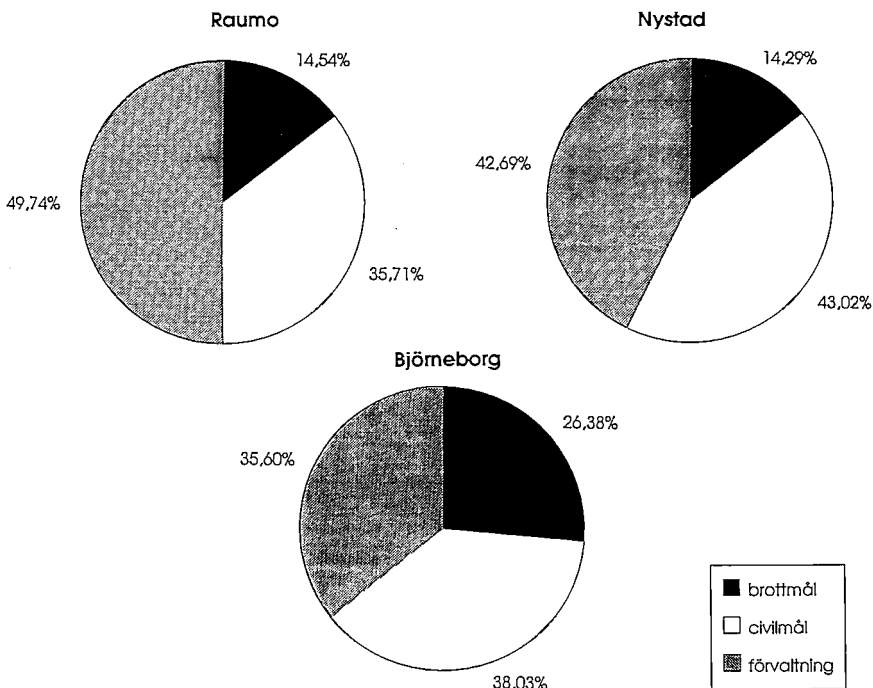 Raumo
14,54%
49,74%
35,71%
Nystad
14,29%
42,69%
43,02%
Björneborg
26,38%
35,60%
38,03%
brottmål
civilmål
förvaltning